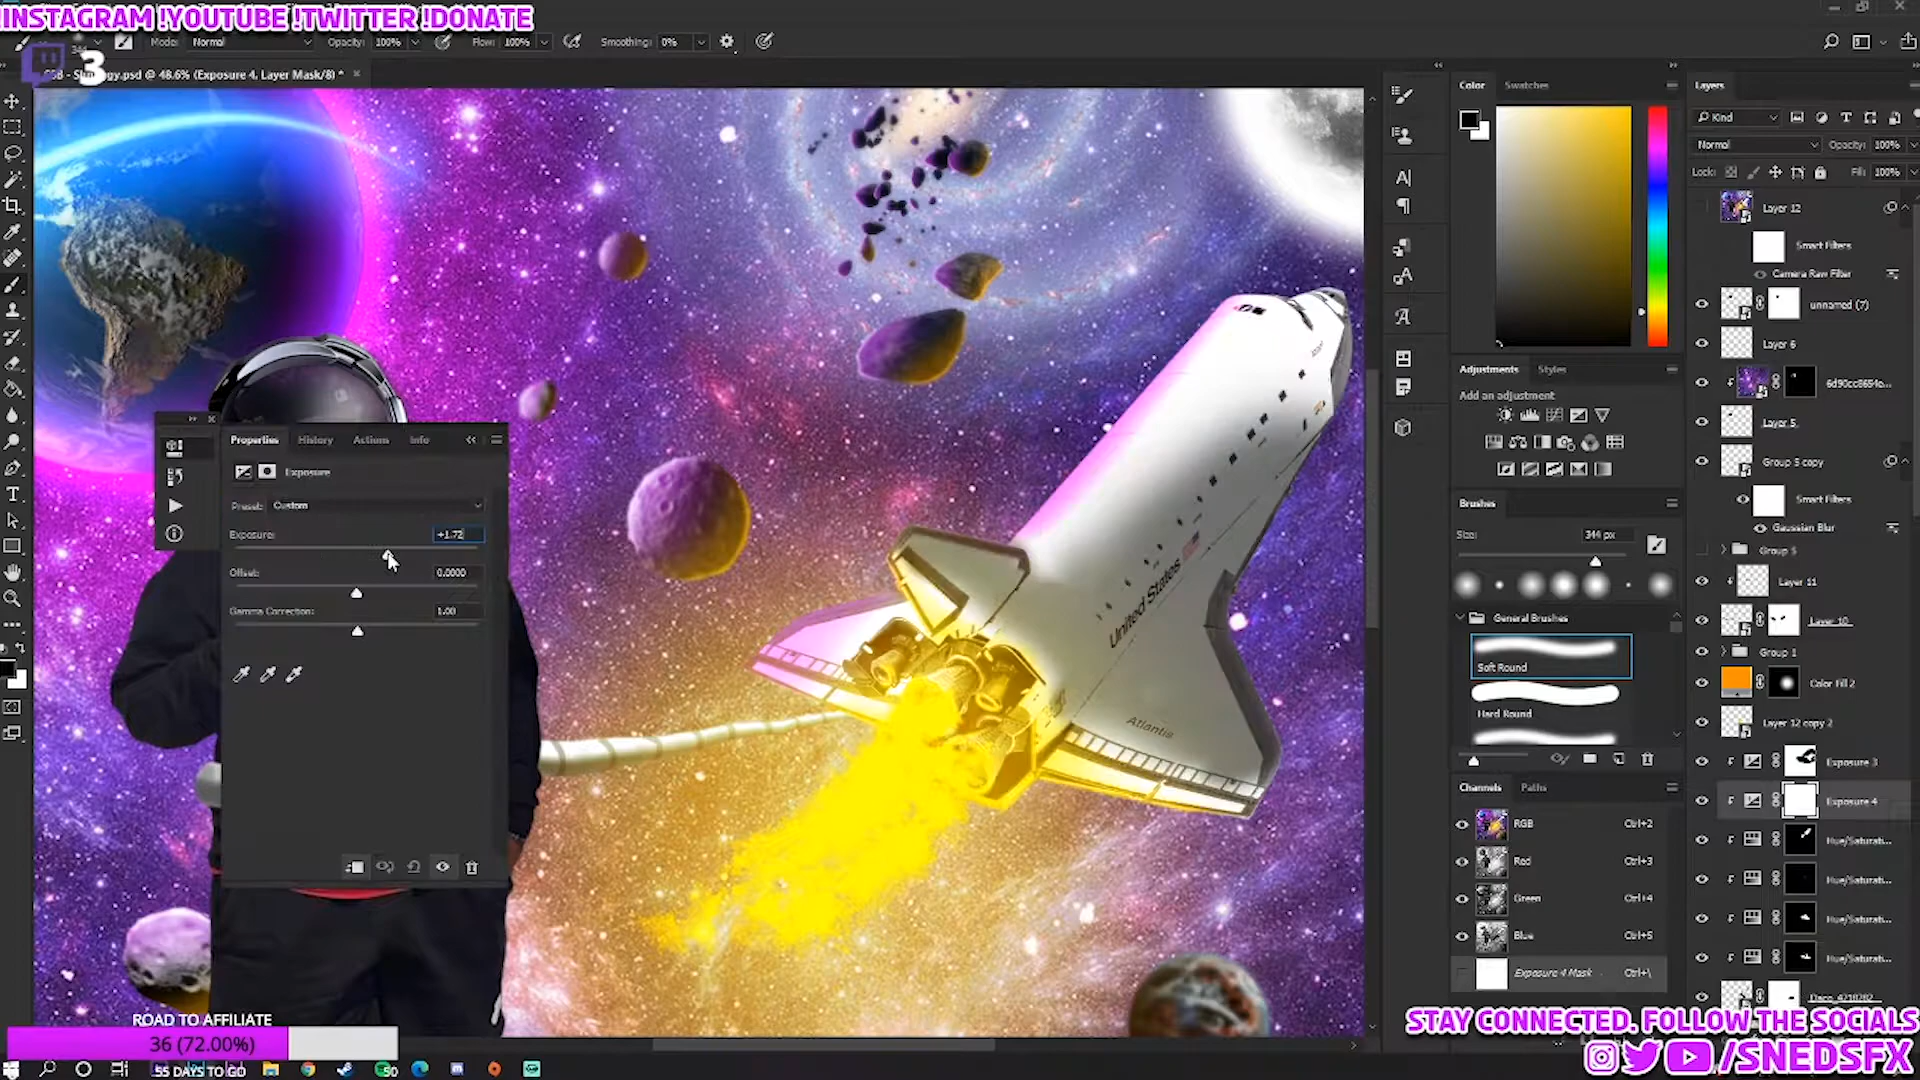 !INSTAGRAM !YOUTUBE !TWITTER !DONATE
Mode: Normal Opacity: 100% Flow: 100% Smoothing: 0%
3
gy.psd @ 48.6% (Exposure 4, Layer Mask/8) *
Color Swatches
Layers
Kind
Normal Opacity: 100%
Lock: Fill: 100%
Layer 12
Smart Filters
Camera Raw Filter
unnamed (7)
Layer 6
Adjustments Styles
Add an adjustment
6d90cc8654e...
Layer 5
Properties History Actions Info
Group 5 copy
Exposure
Smart Filters
Preset: Custom
Brushes
Gaussian Blur
Exposure: +1.72
Size: 344 px
Group 5
Offset: 0.0000
Layer 11
Gamma Correction: 1.00
General Brushes
Layer 10
United States
Group 1
Soft Round
Color Fill 2
Hard Round
Atlantis
Layer 12 copy 2
Exposure 3
Channels Paths
Exposure 4
RGB Ctrl+2
Hue/Saturati...
Red Ctrl+3
Hue/Saturati...
Green Ctrl+4
Hue/Saturati...
Blue Ctrl+5
Hue/Saturati...
Exposure 4 Mask Ctrl+\
ROAD TO AFFILIATE
36 (72.00%)
55 DAYS TO GO
STAY CONNECTED. FOLLOW THE SOCIALS
/SNEDSFX